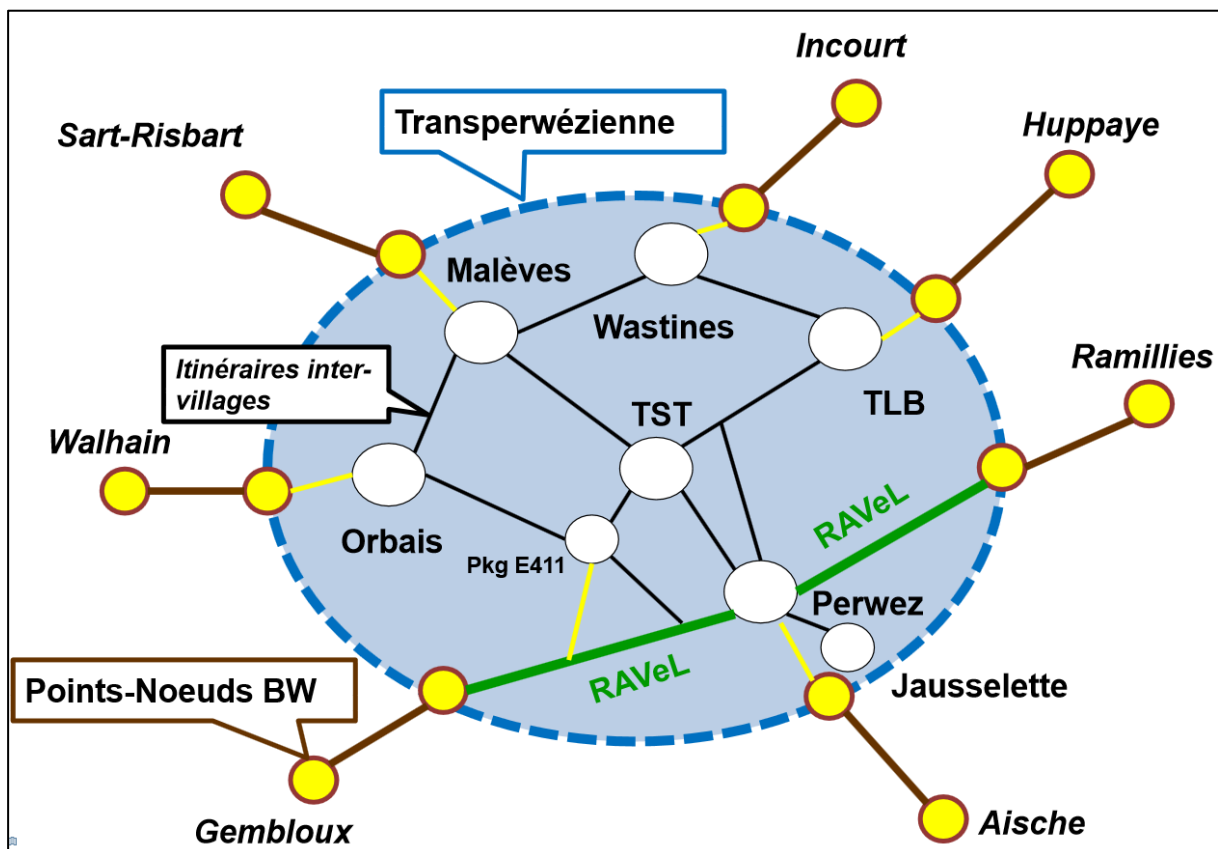 Incourt
Transperwézienne
Huppaye
Sart-Risbart
Malèves
Wastines
Itinéraires inter-
villages
Ramillies
TLB
TST
Walhain
RAVeL
Orbais
Pkg E411
Perwez
RAVeL
Points-Noeuds BW
Jausselette
Gembloux
Aische